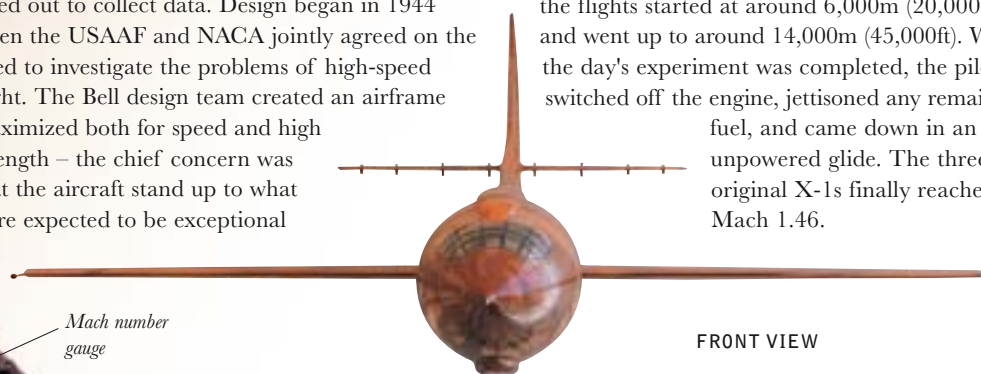 ed out to collect data. Design began in 1944
en the USAAF and NACA jointly agreed on the
ed to investigate the problems of high-speed
ht. The Bell design team created an airframe
ximized both for speed and high
ength – the chief concern was
t the aircraft stand up to what
re expected to be exceptional
the flights started at around 6,000m (20,000
and went up to around 14,000m (45,000ft). W
the day's experiment was completed, the pil
switched off the engine, jettisoned any remai
fuel, and came down in an
unpowered glide. The three
original X-1s finally reache
Mach 1.46.
Mach number
gauge
FRONT VIEW